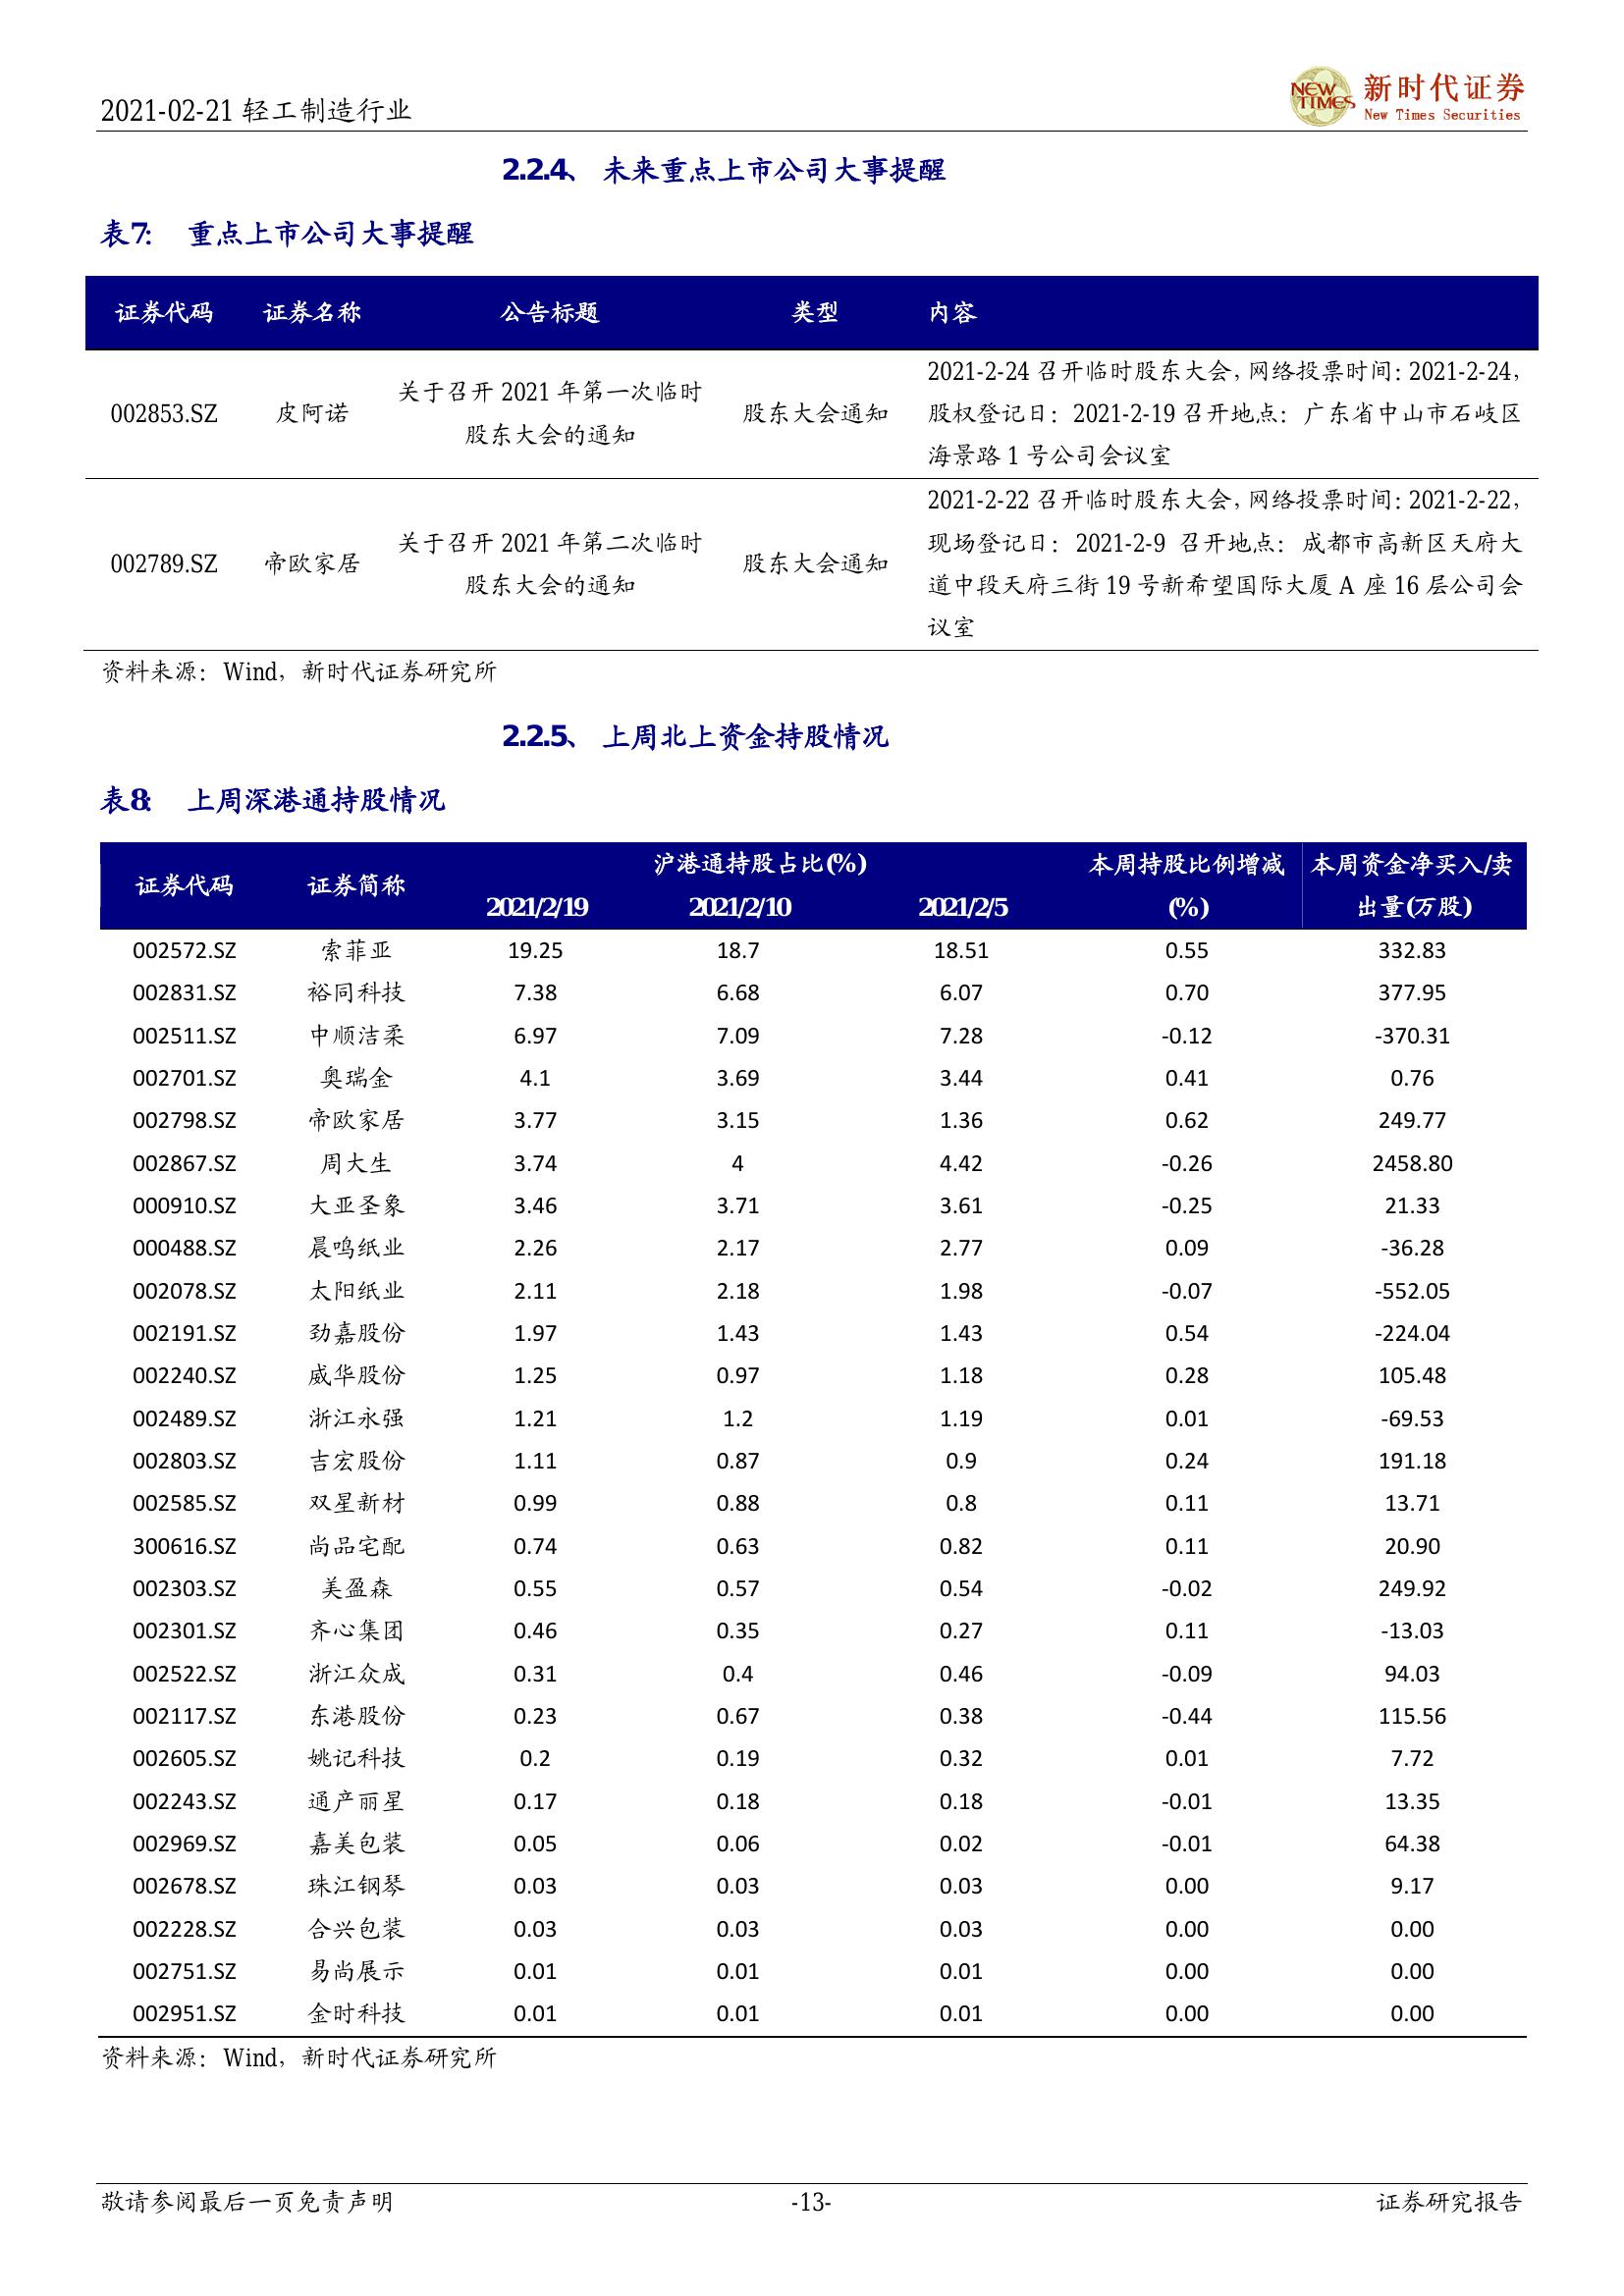 2021-02-21 轻工制造行业
NEW TIMES 新时代证券
New Times Securities
2.2.4、 未来重点上市公司大事提醒
表7: 重点上市公司大事提醒
证券代码 证券名称 公告标题 类型 内容
002853.SZ 皮阿诺 关于召开 2021 年第一次临时 股东大会通知 2021-2-24 召开临时股东大会,网络投票时间: 2021-2-24,
股东大会的通知 股权登记日: 2021-2-19 召开地点: 广东省中山市石岐区
海景路 1 号公司会议室
002789.SZ 帝欧家居 关于召开 2021 年第二次临时 股东大会通知 2021-2-22 召开临时股东大会,网络投票时间: 2021-2-22,
股东大会的通知 现场登记日: 2021-2-9 召开地点: 成都市高新区天府大
道中段天府三街 19 号新希望国际大厦 A 座 16 层公司会
议室
资料来源: Wind, 新时代证券研究所
2.2.5、 上周北上资金持股情况
表8: 上周深港通持股情况
证券代码 证券简称 沪港通持股占比(%) 本周持股比例增减 本周资金净买入/卖
2021/2/19 2021/2/10 2021/2/5 (%) 出量(万股)
002572.SZ 索菲亚 19.25 18.7 18.51 0.55 332.83
002831.SZ 裕同科技 7.38 6.68 6.07 0.70 377.95
002511.SZ 中顺洁柔 6.97 7.09 7.28 -0.12 -370.31
002701.SZ 奥瑞金 4.1 3.69 3.44 0.41 0.76
002798.SZ 帝欧家居 3.77 3.15 1.36 0.62 249.77
002867.SZ 周大生 3.74 4 4.42 -0.26 2458.80
000910.SZ 大亚圣象 3.46 3.71 3.61 -0.25 21.33
000488.SZ 晨鸣纸业 2.26 2.17 2.77 0.09 -36.28
002078.SZ 太阳纸业 2.11 2.18 1.98 -0.07 -552.05
002191.SZ 劲嘉股份 1.97 1.43 1.43 0.54 -224.04
002240.SZ 威华股份 1.25 0.97 1.18 0.28 105.48
002489.SZ 浙江永强 1.21 1.2 1.19 0.01 -69.53
002803.SZ 吉宏股份 1.11 0.87 0.9 0.24 191.18
002585.SZ 双星新材 0.99 0.88 0.8 0.11 13.71
300616.SZ 尚品宅配 0.74 0.63 0.82 0.11 20.90
002303.SZ 美盈森 0.55 0.57 0.54 -0.02 249.92
002301.SZ 齐心集团 0.46 0.35 0.27 0.11 -13.03
002522.SZ 浙江众成 0.31 0.4 0.46 -0.09 94.03
002117.SZ 东港股份 0.23 0.67 0.38 -0.44 115.56
002605.SZ 姚记科技 0.2 0.19 0.32 0.01 7.72
002243.SZ 通产丽星 0.17 0.18 0.18 -0.01 13.35
002969.SZ 嘉美包装 0.05 0.06 0.02 -0.01 64.38
002678.SZ 珠江钢琴 0.03 0.03 0.03 0.00 9.17
002228.SZ 合兴包装 0.03 0.03 0.03 0.00 0.00
002751.SZ 易尚展示 0.01 0.01 0.01 0.00 0.00
002951.SZ 金时科技 0.01 0.01 0.01 0.00 0.00
资料来源: Wind, 新时代证券研究所
敬请参阅最后一页免责声明 -13- 证券研究报告